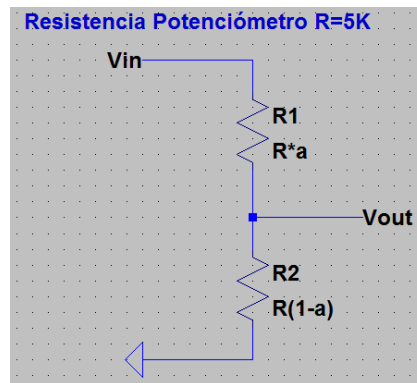 Resistencia Potenciómetro R=5K
Vin
R1
R*a
Vout
R2
R(1-a)